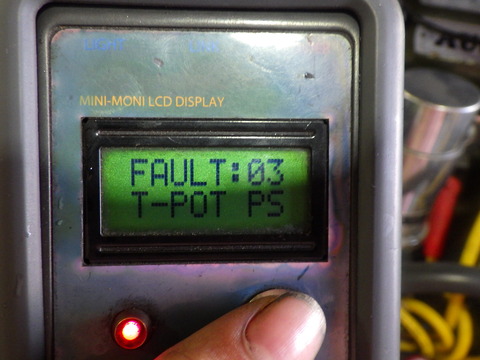 MINI-MONI LCD DISPLAY
FAULT:03
T-POT PS